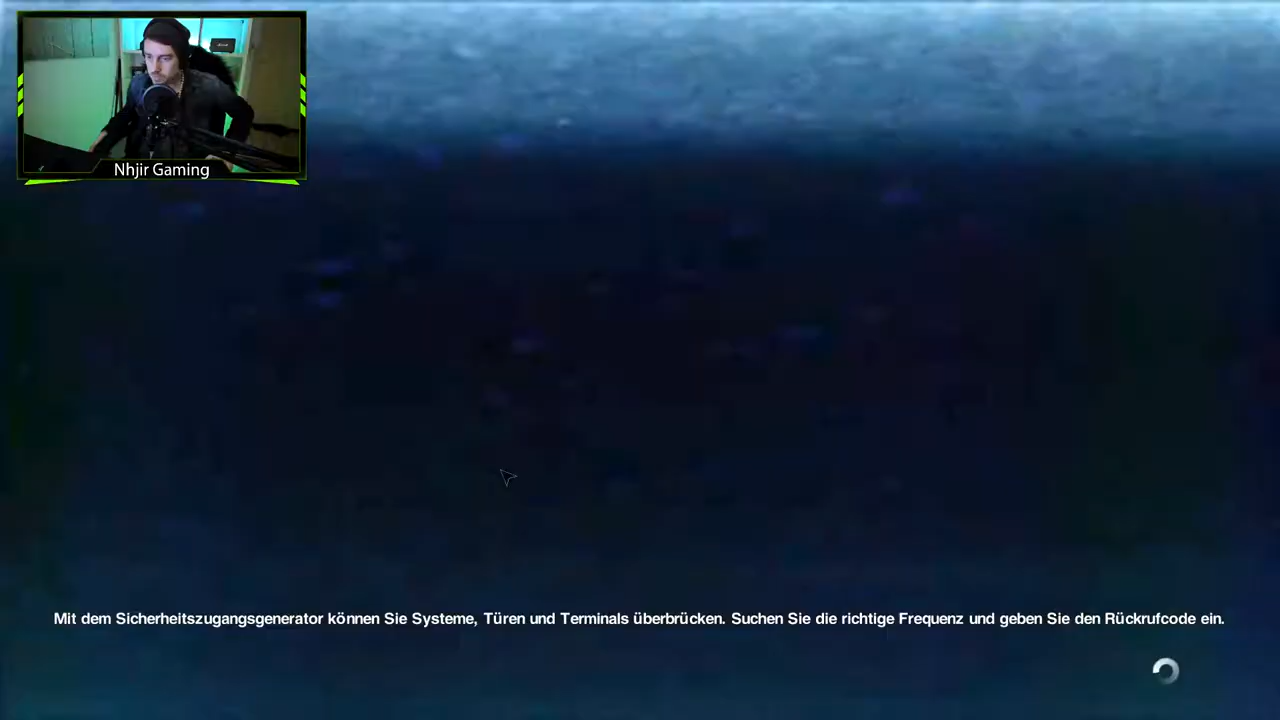 Nhjir Gaming
Mit dem Sicherheitszugangsgenerator können Sie Systeme, Türen und Terminals überbrücken. Suchen Sie die richtige Frequenz und geben Sie den Rückrufcode ein.